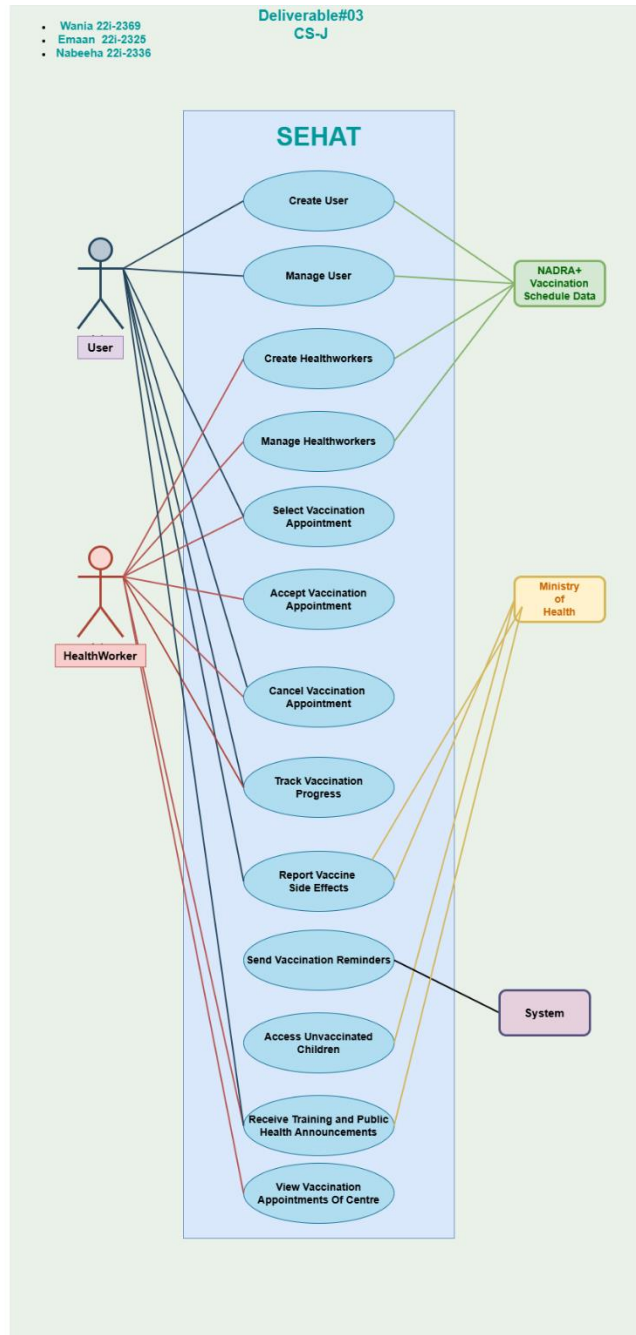 Deliverable#03
CS-J
• Wania 22i-2369
• Emaan 22i-2325
• Nabeeha 22i-2336
SEHAT
Create User
Manage User
NADRA+
Vaccination
Schedule Data
User
Create Healthworkers
Manage Healthworkers
Select Vaccination
Appointment
Accept Vaccination
Appointment
Ministry
of
Health
HealthWorker
Cancel Vaccination
Appointment
Track Vaccination
Progress
Report Vaccine
Side Effects
Send Vaccination Reminders
System
Access Unvaccinated
Children
Receive Training and Public
Health Announcements
View Vaccination
Appointments Of Centre